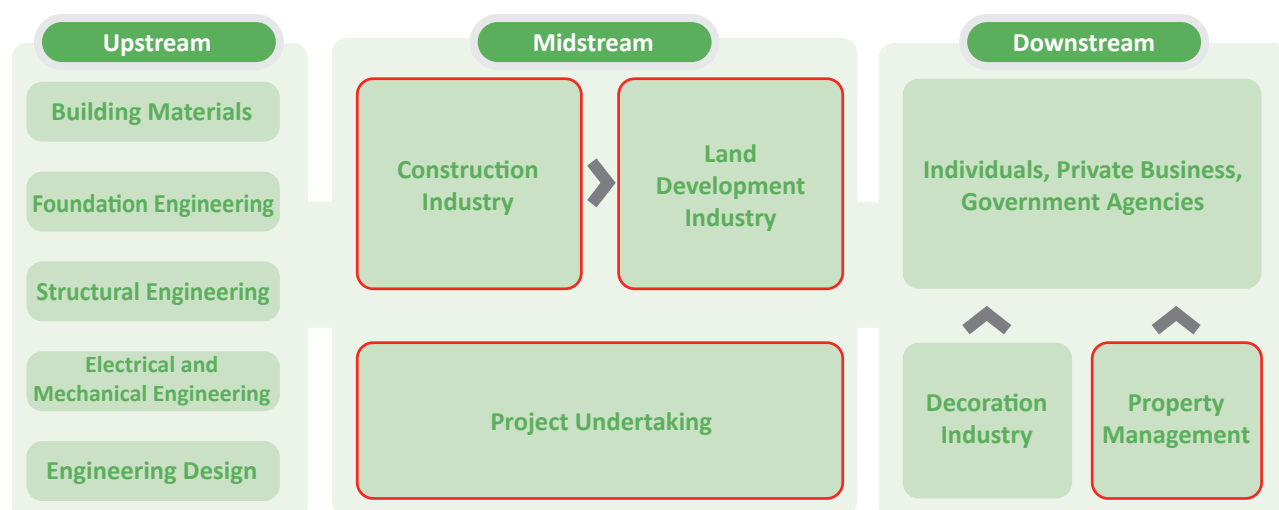 Upstream
Building Materials
Foundation Engineering
Structural Engineering
Electrical and
Mechanical Engineering
Engineering Design
Midstream
Construction
Industry
Land
Development
Industry
Project Undertaking
Downstream
Individuals, Private Business,
Government Agencies
Decoration
Industry
Property
Management